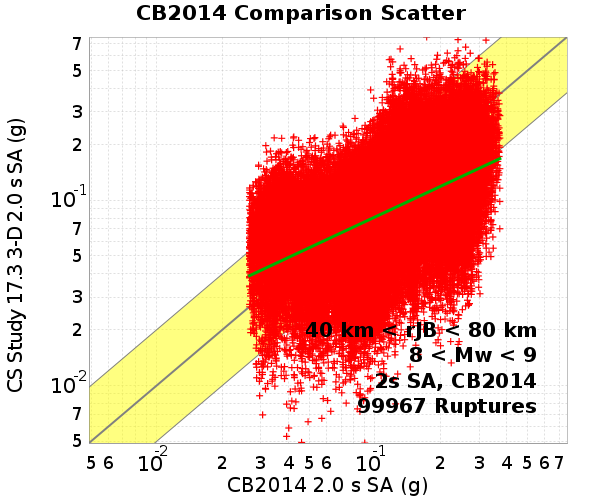 CB2014 Comparison Scatter
7
5
3
2
10-1
7
5
3
2
10-2
7
5
CS Study 17.3 3-D 2.0 s SA (g)
40 km < rJB < 80 km
8 < Mw < 9
2s SA, CB2014
99967 Ruptures
5 6 10-2 2 3 4 5 6 10-1 2 3 4 5 6 7
CB2014 2.0 s SA (g)